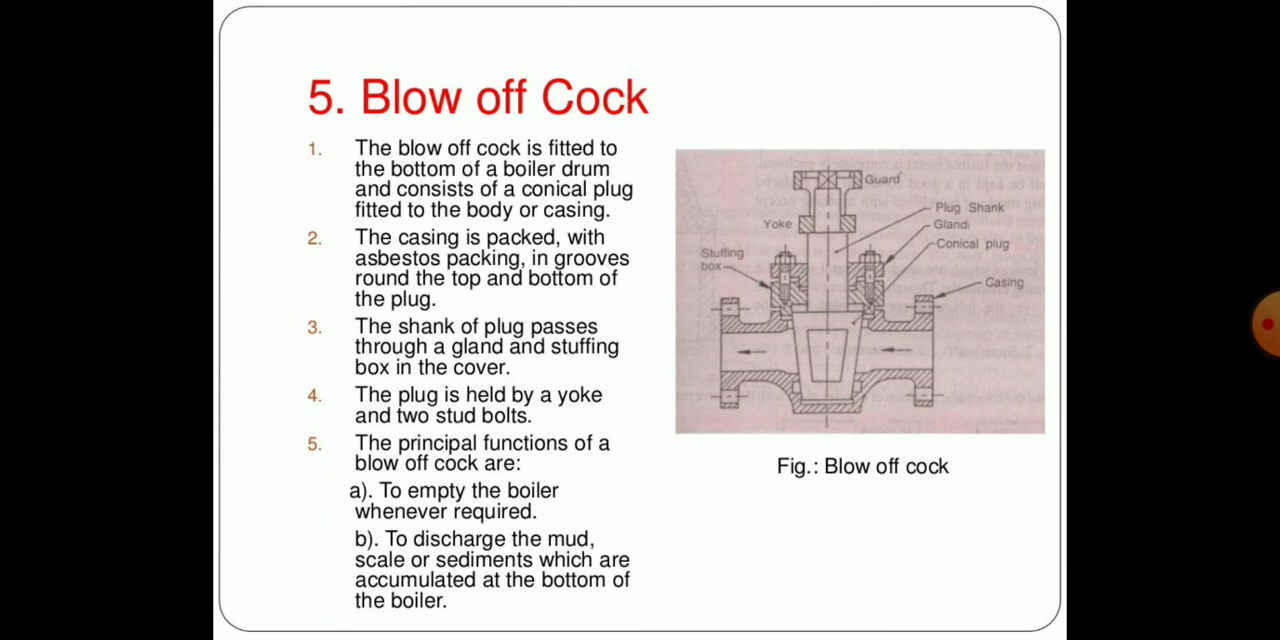 5. Blow off Cock
1. The blow off cock is fitted to
the bottom of a boiler drum
and consists of a conical plug
fitted to the body or casing.
2. The casing is packed, with
asbestos packing, in grooves
round the top and bottom of
the plug.
3. The shank of plug passes
through a gland and stuffing
box in the cover.
4. The plug is held by a yoke
and two stud bolts.
5. The principal functions of a
blow off cock are:
a). To empty the boiler
whenever required.
b). To discharge the mud,
scale or sediments which are
accumulated at the bottom of
the boiler.
Guard
Plug Shank
Yoke
Gland
Conical plug
Stuffing
box
Casing
Fig.: Blow off cock